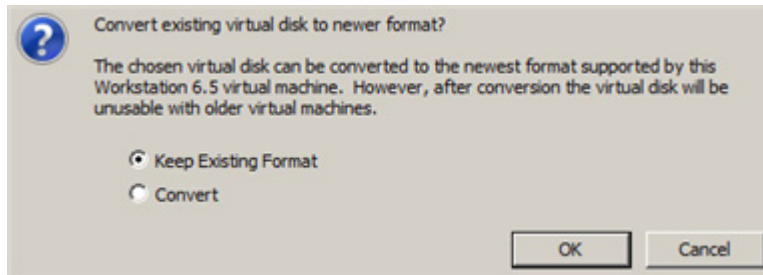 Convert existing virtual disk to newer format?
The chosen virtual disk can be converted to the newest format supported by this
Workstation 6.5 virtual machine.  However, after conversion the virtual disk will be
unusable with older virtual machines.
Keep Existing Format
Convert
OK
Cancel